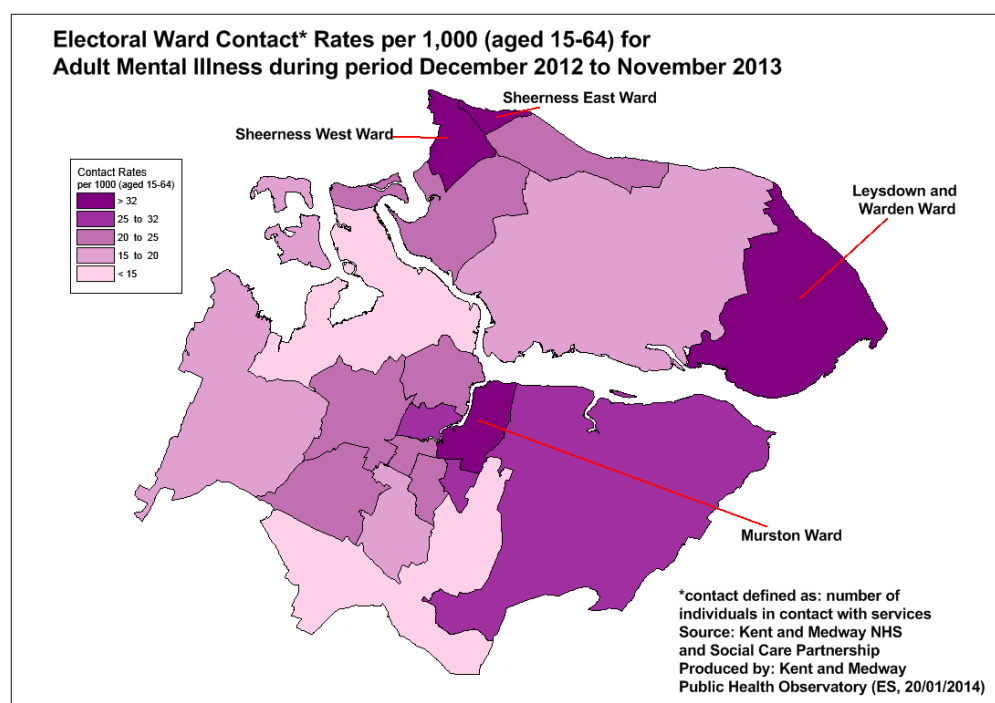 Electoral Ward Contact* Rates per 1,000 (aged 15-64) for
Adult Mental Illness during period December 2012 to November 2013
Sheerness East Ward
Sheerness West Ward
Contact Rates
per 1000 (aged 15-64)
> 32
25 to 32
20 to 25
15 to 20
< 15
Leysdown and
Warden Ward
Murston Ward
*contact defined as: number of
individuals in contact with services
Source: Kent and Medway NHS
and Social Care Partnership
Produced by: Kent and Medway
Public Health Observatory (ES, 20/01/2014)